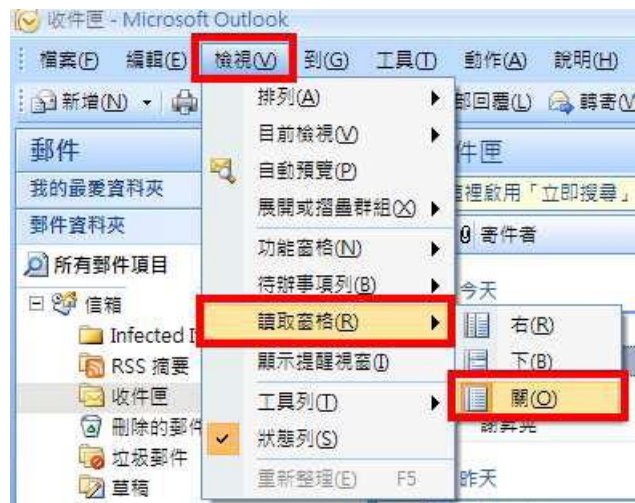 收件匣 - Microsoft Outlook
檔案(F) 編輯(E) 檢視(V) 到(G) 工具(T) 動作(A) 說明(H)
新增(N) 部回覆(L) 轉寄(V
排列(A)
目前檢視(V)
自動預覽(P)
展開或摺疊群組(X)
功能窗格(N)
待辦事項列(B)
讀取窗格(R)
顯示提醒視窗(I)
工具列(T)
狀態列(S)
重新整理(E) F5
右(R)
下(B)
關(O)
郵件
我的最愛資料夾
郵件資料夾
所有郵件項目
信箱
Infected I
RSS 摘要
收件匣
刪除的郵件
垃圾郵件
草稿
件匣
裡啟用「立即搜尋」
寄件者
今天
昨天